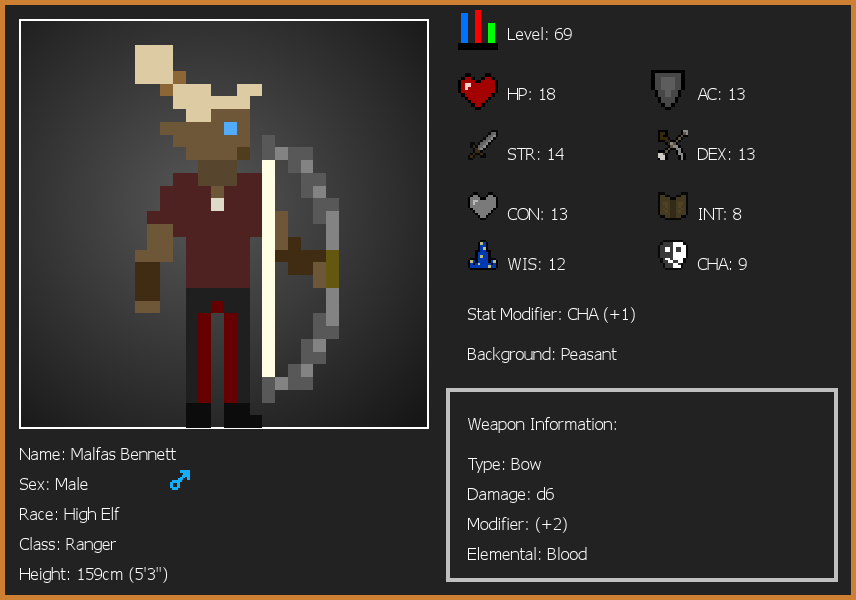 Level: 69
HP: 18
AC: 13
STR: 14
DEX: 13
CON: 13
INT: 8
WIS: 12
CHA: 9
Stat Modifier: CHA (+1)
Background: Peasant
Weapon Information:
Type: Bow
Damage: d6
Modifier: (+2)
Elemental: Blood
Name: Malfas Bennett
Sex: Male
Race: High Elf
Class: Ranger
Height: 159cm (5'3")